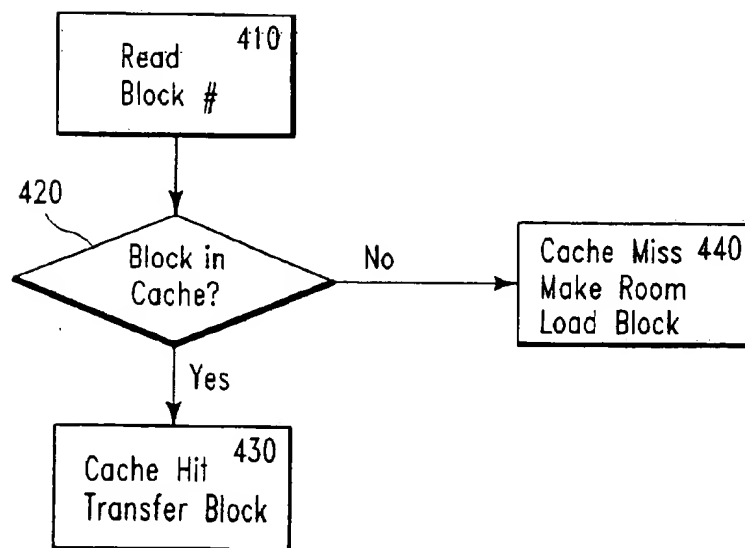 410
Read
Block #
420
Block in
Cache?
No
Cache Miss 440
Make Room
Load Block
Yes
430
Cache Hit
Transfer Block